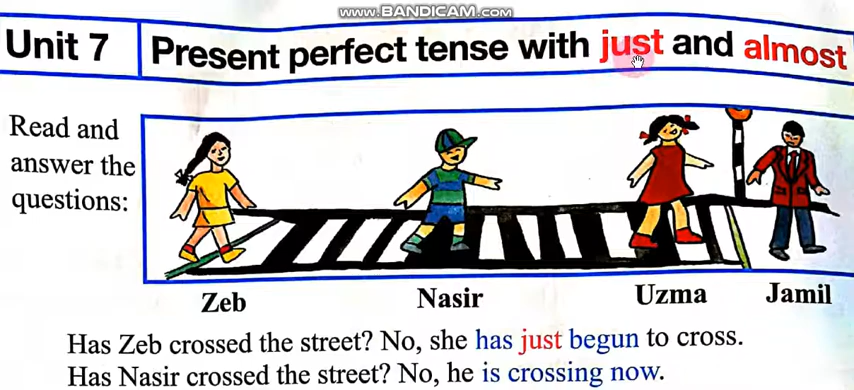 www.BANDICAM.com
Unit 7
Present perfect tense with just and almost
Read and
answer the
questions:
Zeb Nasir Uzma Jamil
Has Zeb crossed the street? No, she has just begun to cross.
Has Nasir crossed the street? No, he is crossing now.